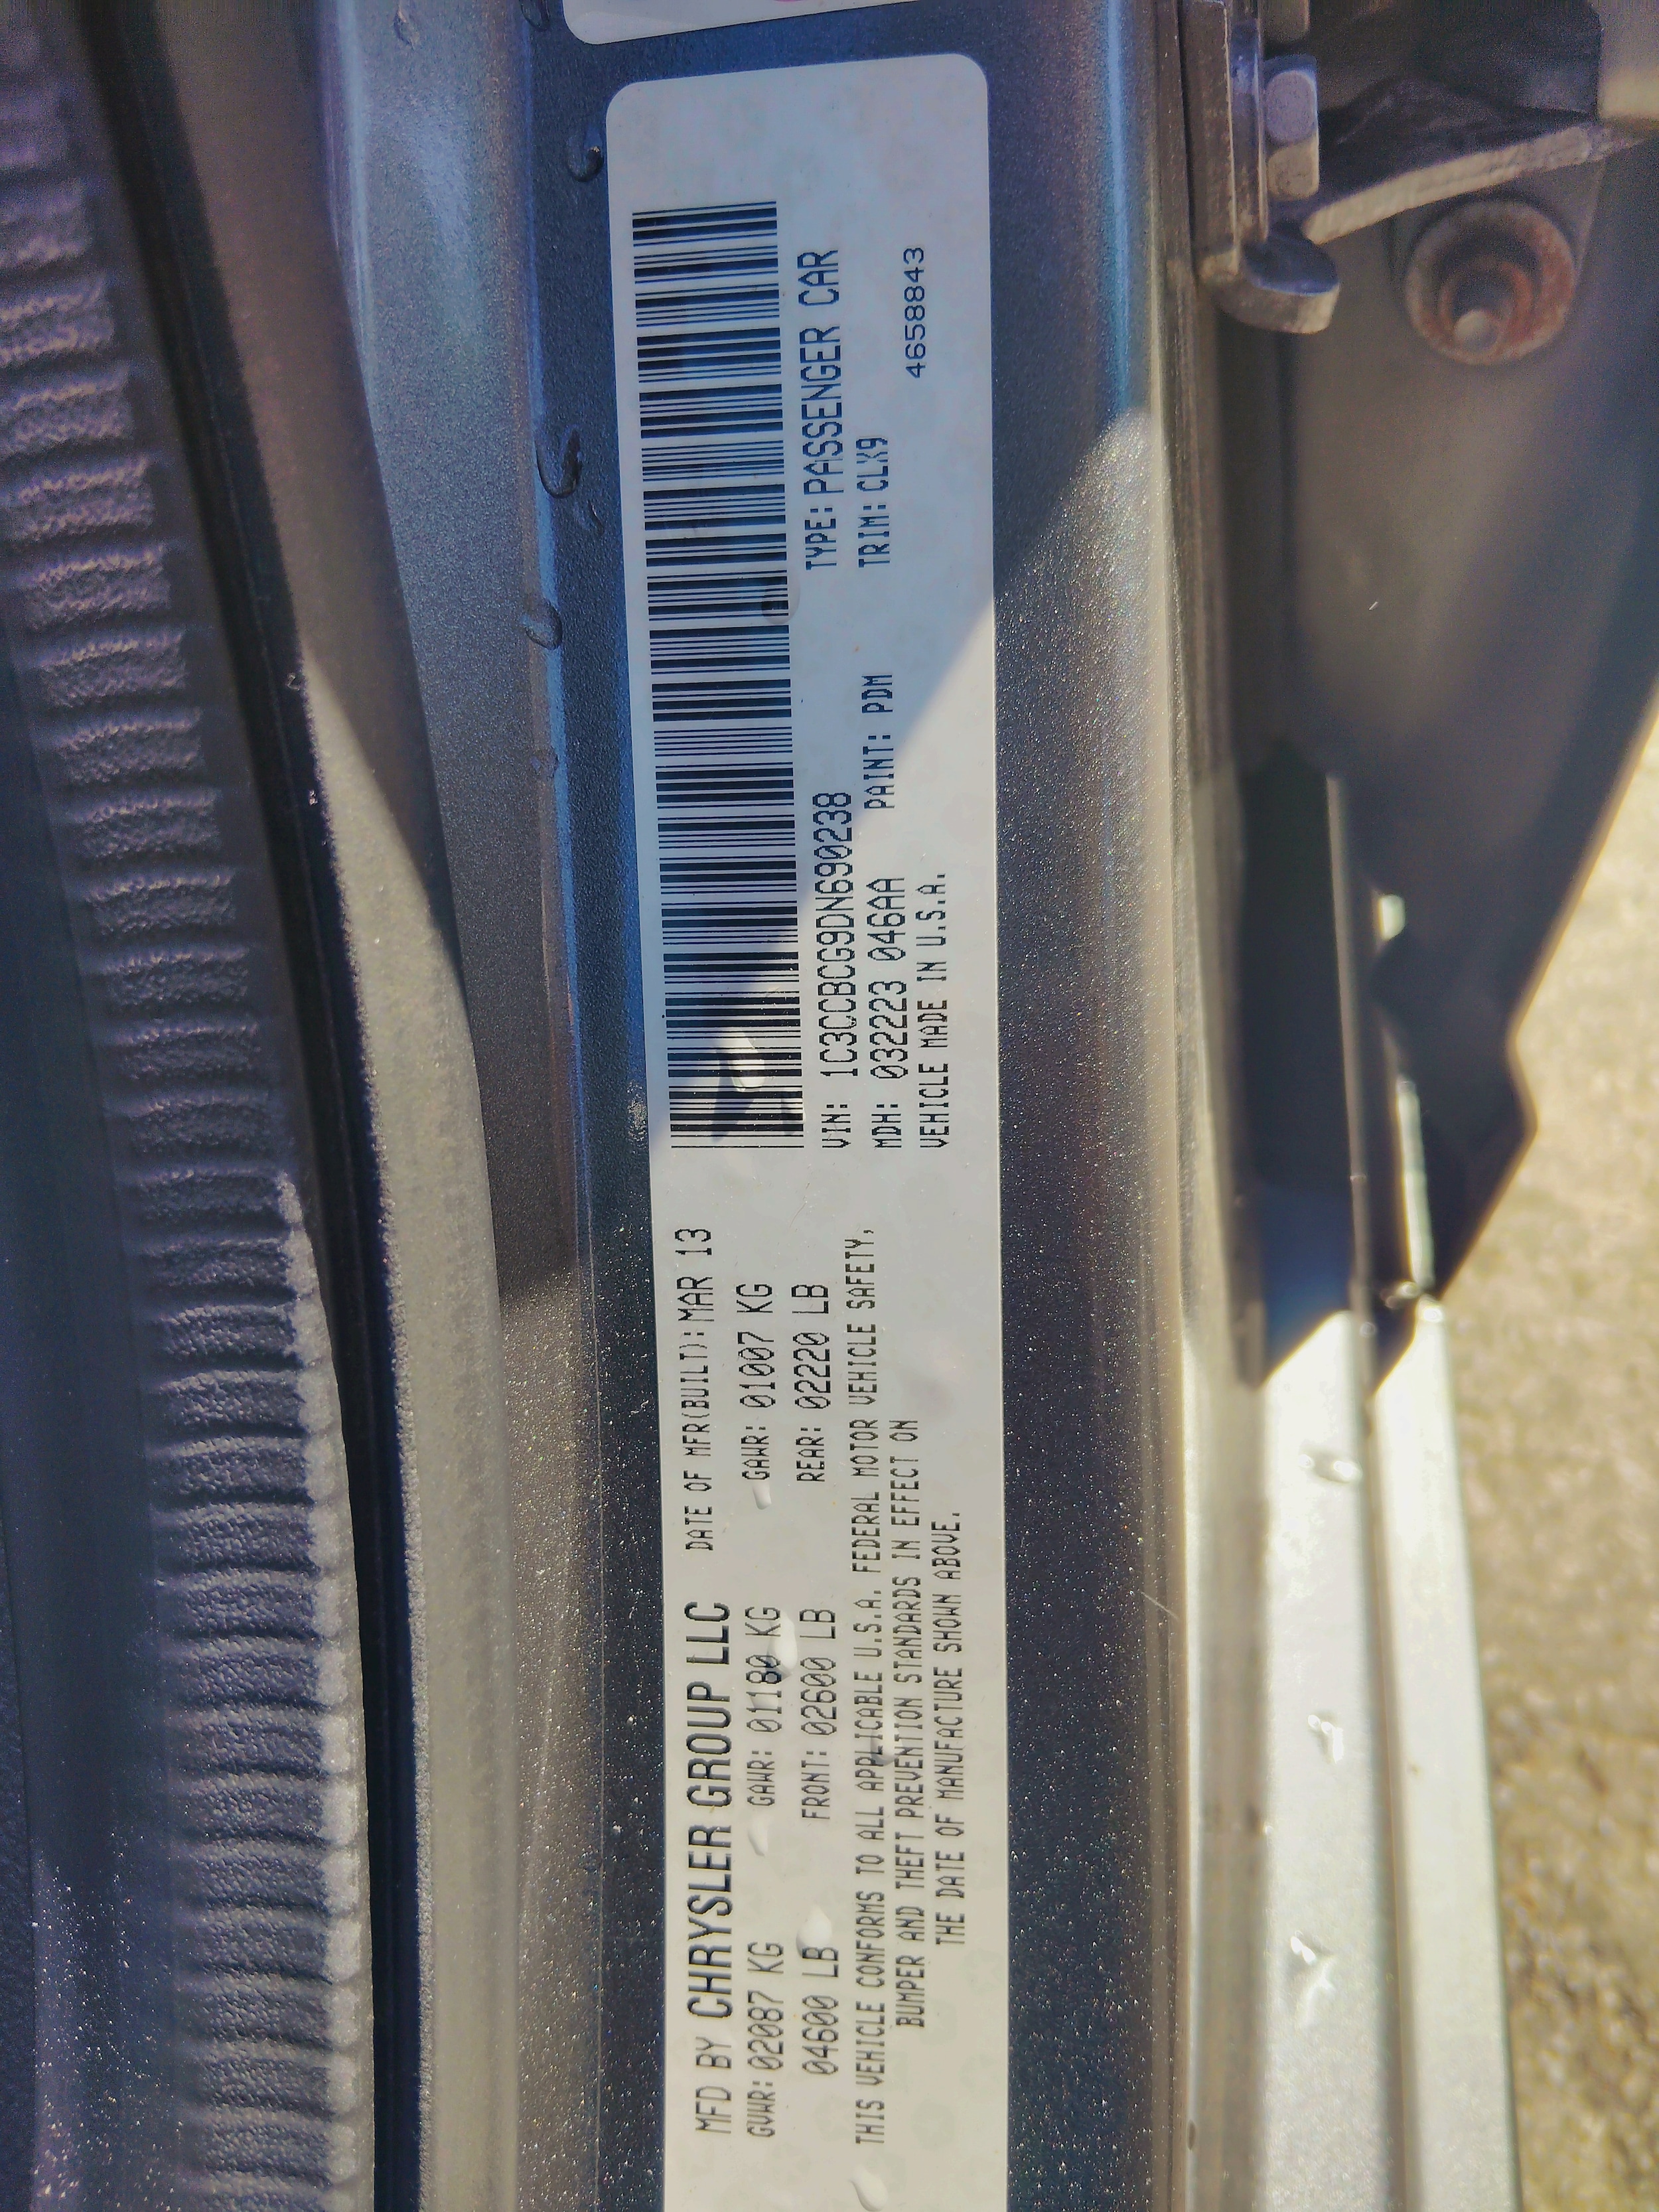 MFD BY CHRYSLER GROUP LLC DATE OF MFR(BUILT): MAR 13
GVWR: 02087 KG GAWR: 01180 KG GAWR: 01007 KG
04600 LB FRONT: 02600 LB REAR: 02220 LB
THIS VEHICLE CONFORMS TO ALL APPLICABLE U.S.A. FEDERAL MOTOR VEHICLE SAFETY,
BUMPER AND THEFT PREVENTION STANDARDS IN EFFECT ON
THE DATE OF MANUFACTURE SHOWN ABOVE.
VIN: 1C3CCBCG9DN690238 TYPE: PASSENGER CAR
MDH: 032223 046AA PAINT: PDM TRIM: CLX9
VEHICLE MADE IN U.S.A. 4658843